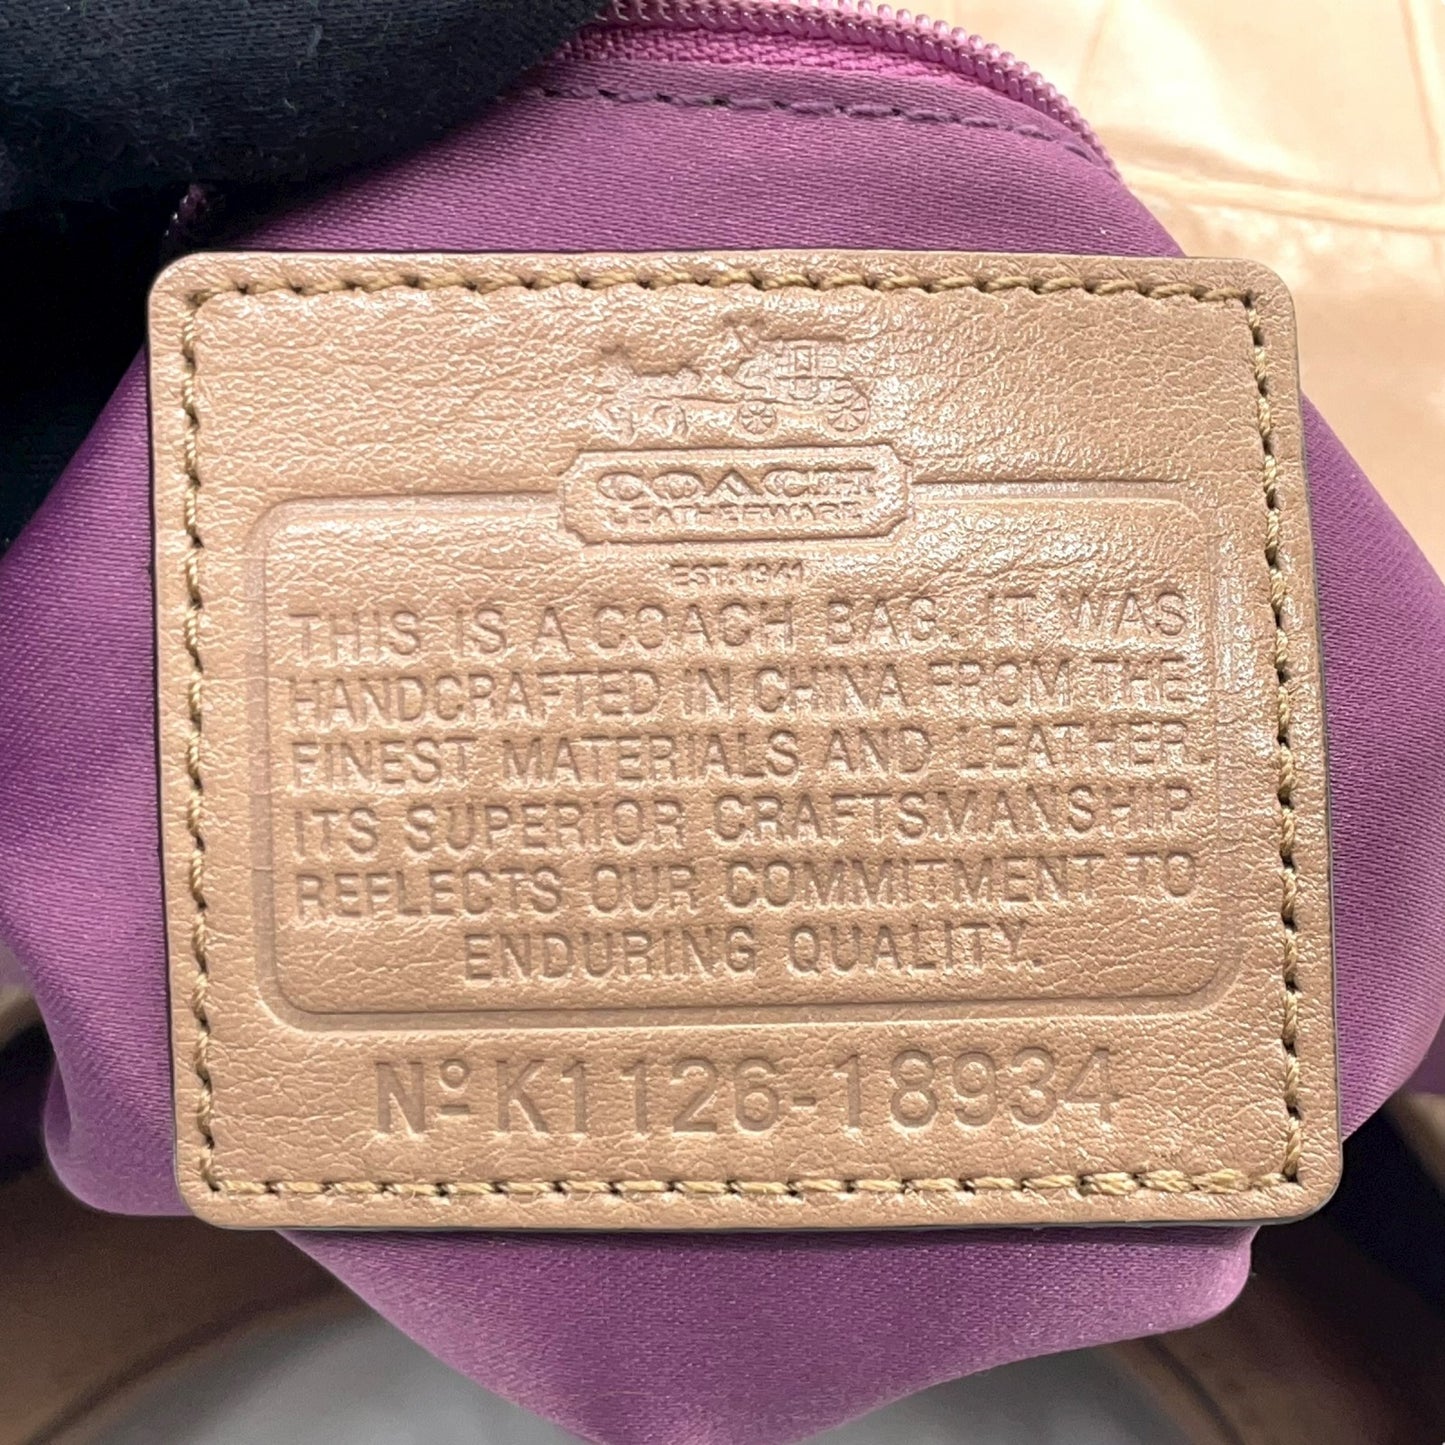 COACH
LEATHERWARE
EST. 1941
THIS IS A COACH BAG. IT WAS
HANDCRAFTED IN CHINA FROM THE
FINEST MATERIALS AND LEATHER.
ITS SUPERIOR CRAFTSMANSHIP
REFLECTS OUR COMMITMENT TO
ENDURING QUALITY.
Nº K1126-18934